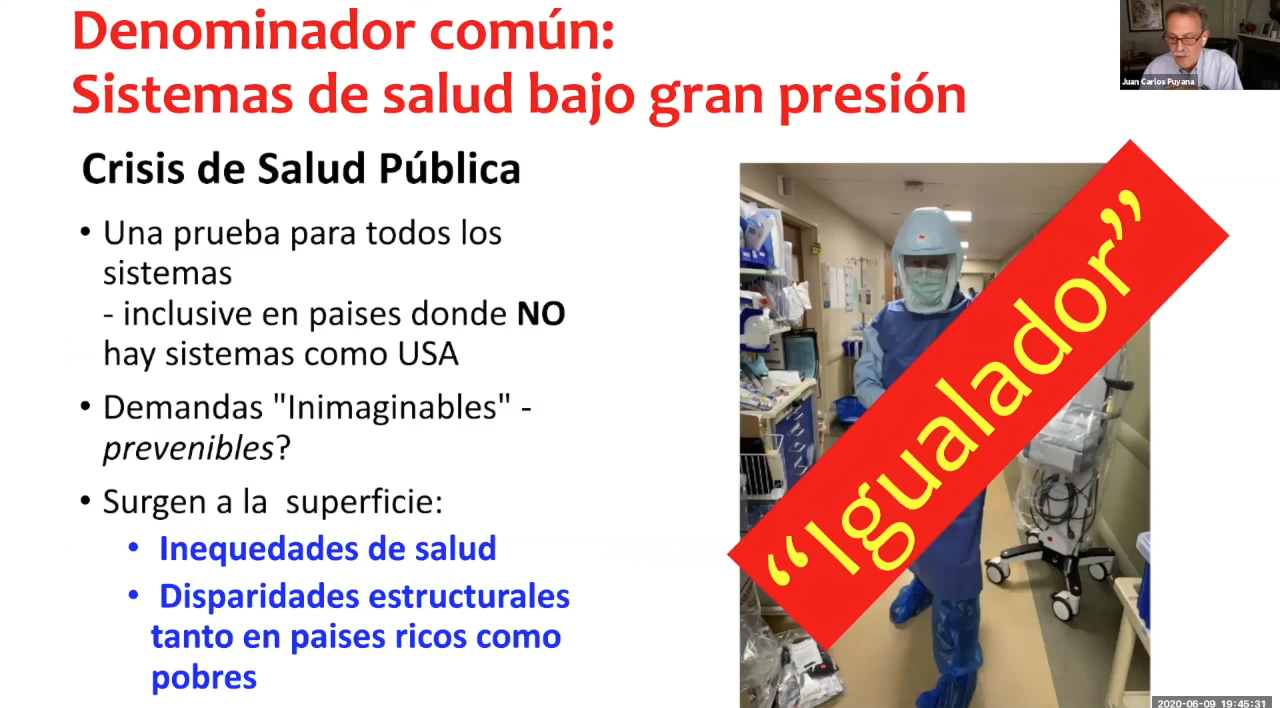 Denominador común:
Sistemas de salud bajo gran presión
Juan Carlos Puyana
Crisis de Salud Pública
• Una prueba para todos los
sistemas
- inclusive en paises donde NO
hay sistemas como USA
• Demandas "Inimaginables" -
prevenibles?
• Surgen a la  superficie:
• Inequedades de salud
• Disparidades estructurales
tanto en paises ricos como
pobres
“Igualador”
2020-06-09 19:45:31